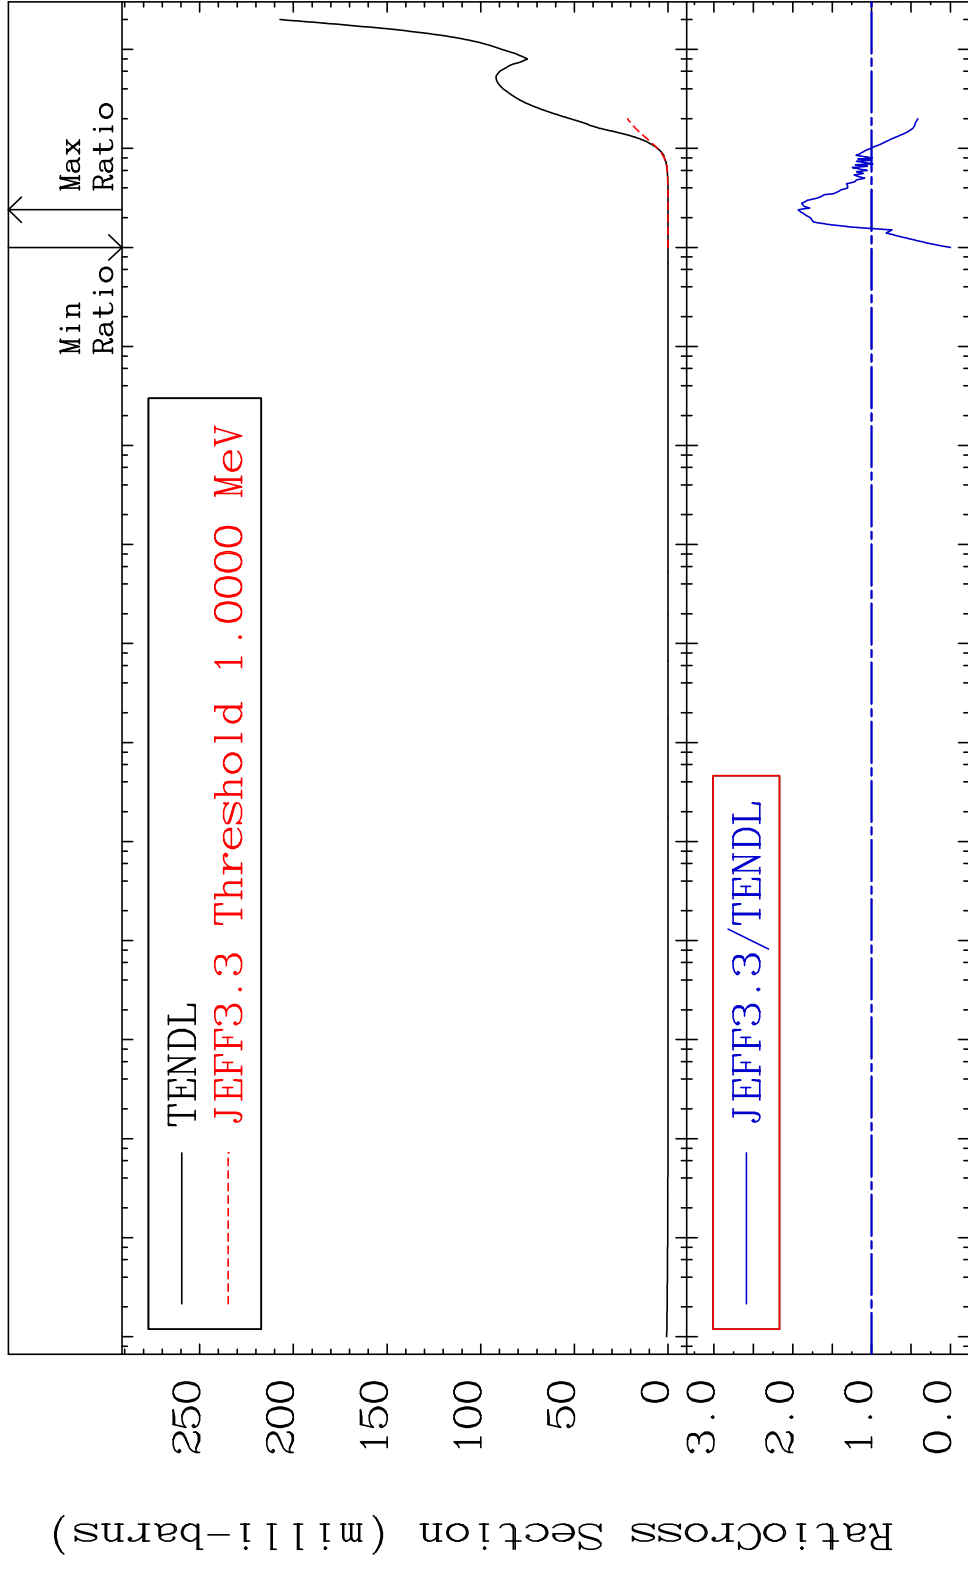 Min
Ratio
Max
Ratio
TENDL
JEFF3.3 Threshold 1.0000 MeV
250
200
150
100
50
0
Cross Section (milli-barns)
JEFF3.3/TENDL
3.0
2.0
1.0
0.0
Ratio